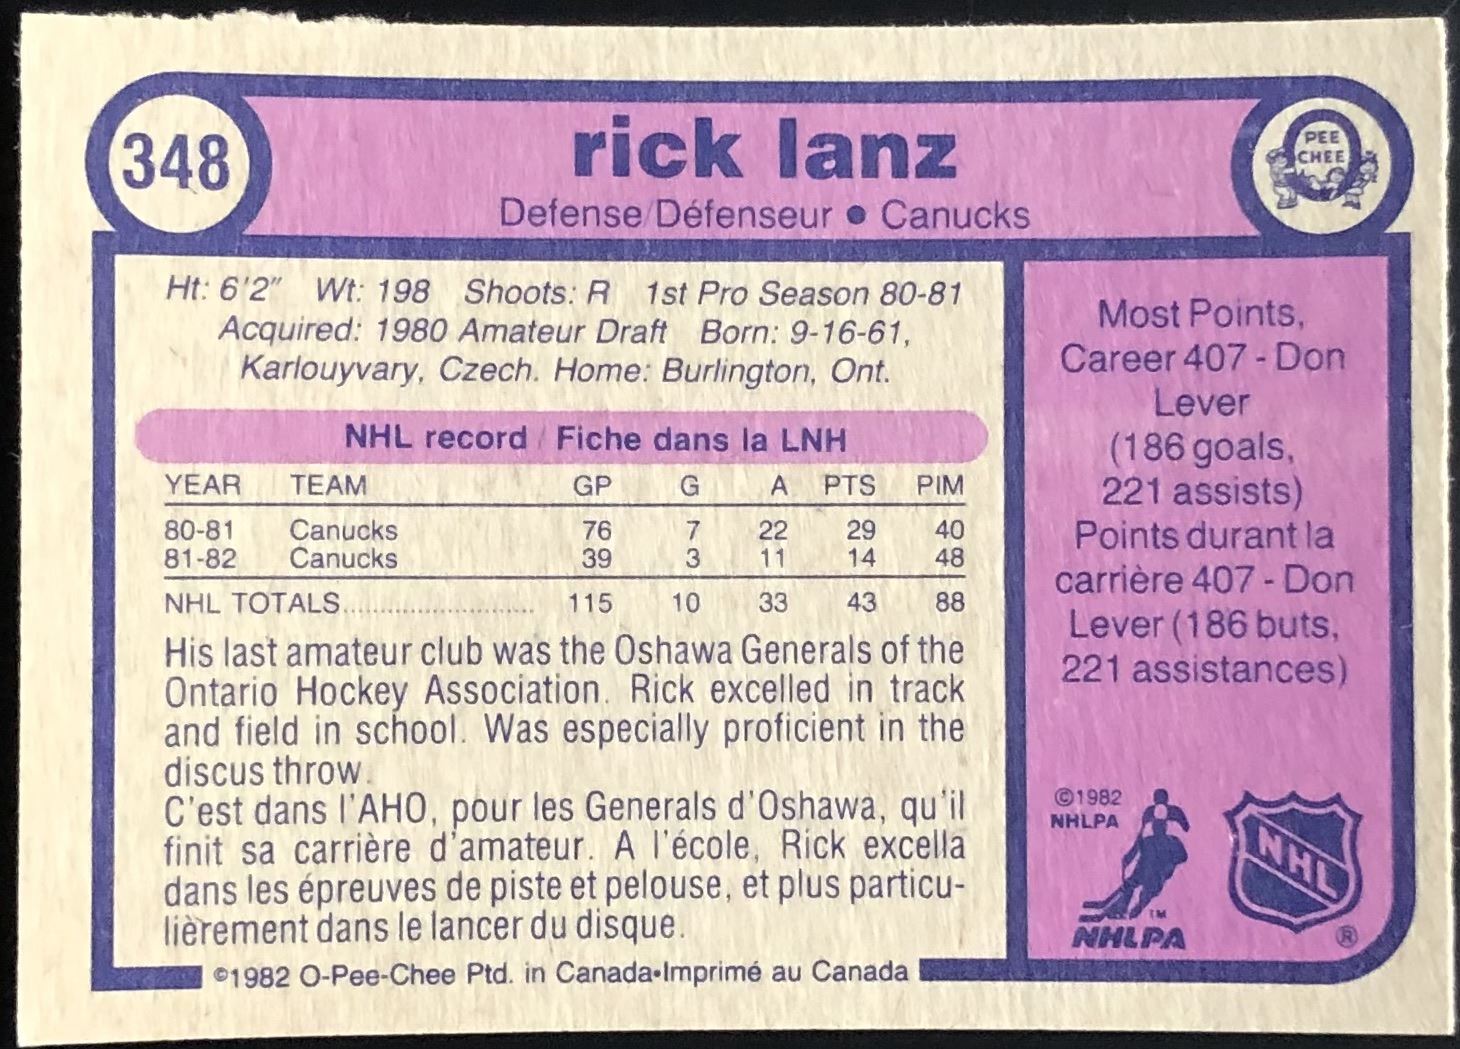 348
rick lanz
Defense/Défenseur ● Canucks
PEE
CHEE
Ht: 6'2" Wt: 198 Shoots: R 1st Pro Season 80-81
Acquired: 1980 Amateur Draft Born: 9-16-61,
Karlouyvary, Czech. Home: Burlington, Ont.
NHL record / Fiche dans la LNH
YEAR TEAM GP G A PTS PIM
80-81 Canucks 76 7 22 29 40
81-82 Canucks 39 3 11 14 48
NHL TOTALS............................ 115 10 33 43 88
His last amateur club was the Oshawa Generals of the
Ontario Hockey Association. Rick excelled in track
and field in school. Was especially proficient in the
discus throw.
C'est dans l'AHO, pour les Generals d'Oshawa, qu'il
finit sa carrière d'amateur. A l'école, Rick excella
dans les épreuves de piste et pelouse, et plus particu-
lièrement dans le lancer du disque.
©1982 O-Pee-Chee Ptd. in Canada•Imprimé au Canada
Most Points,
Career 407 - Don
Lever
(186 goals,
221 assists)
Points durant la
carrière 407 - Don
Lever (186 buts,
221 assistances)
©1982
NHLPA
TM
NHLPA
NHL
®